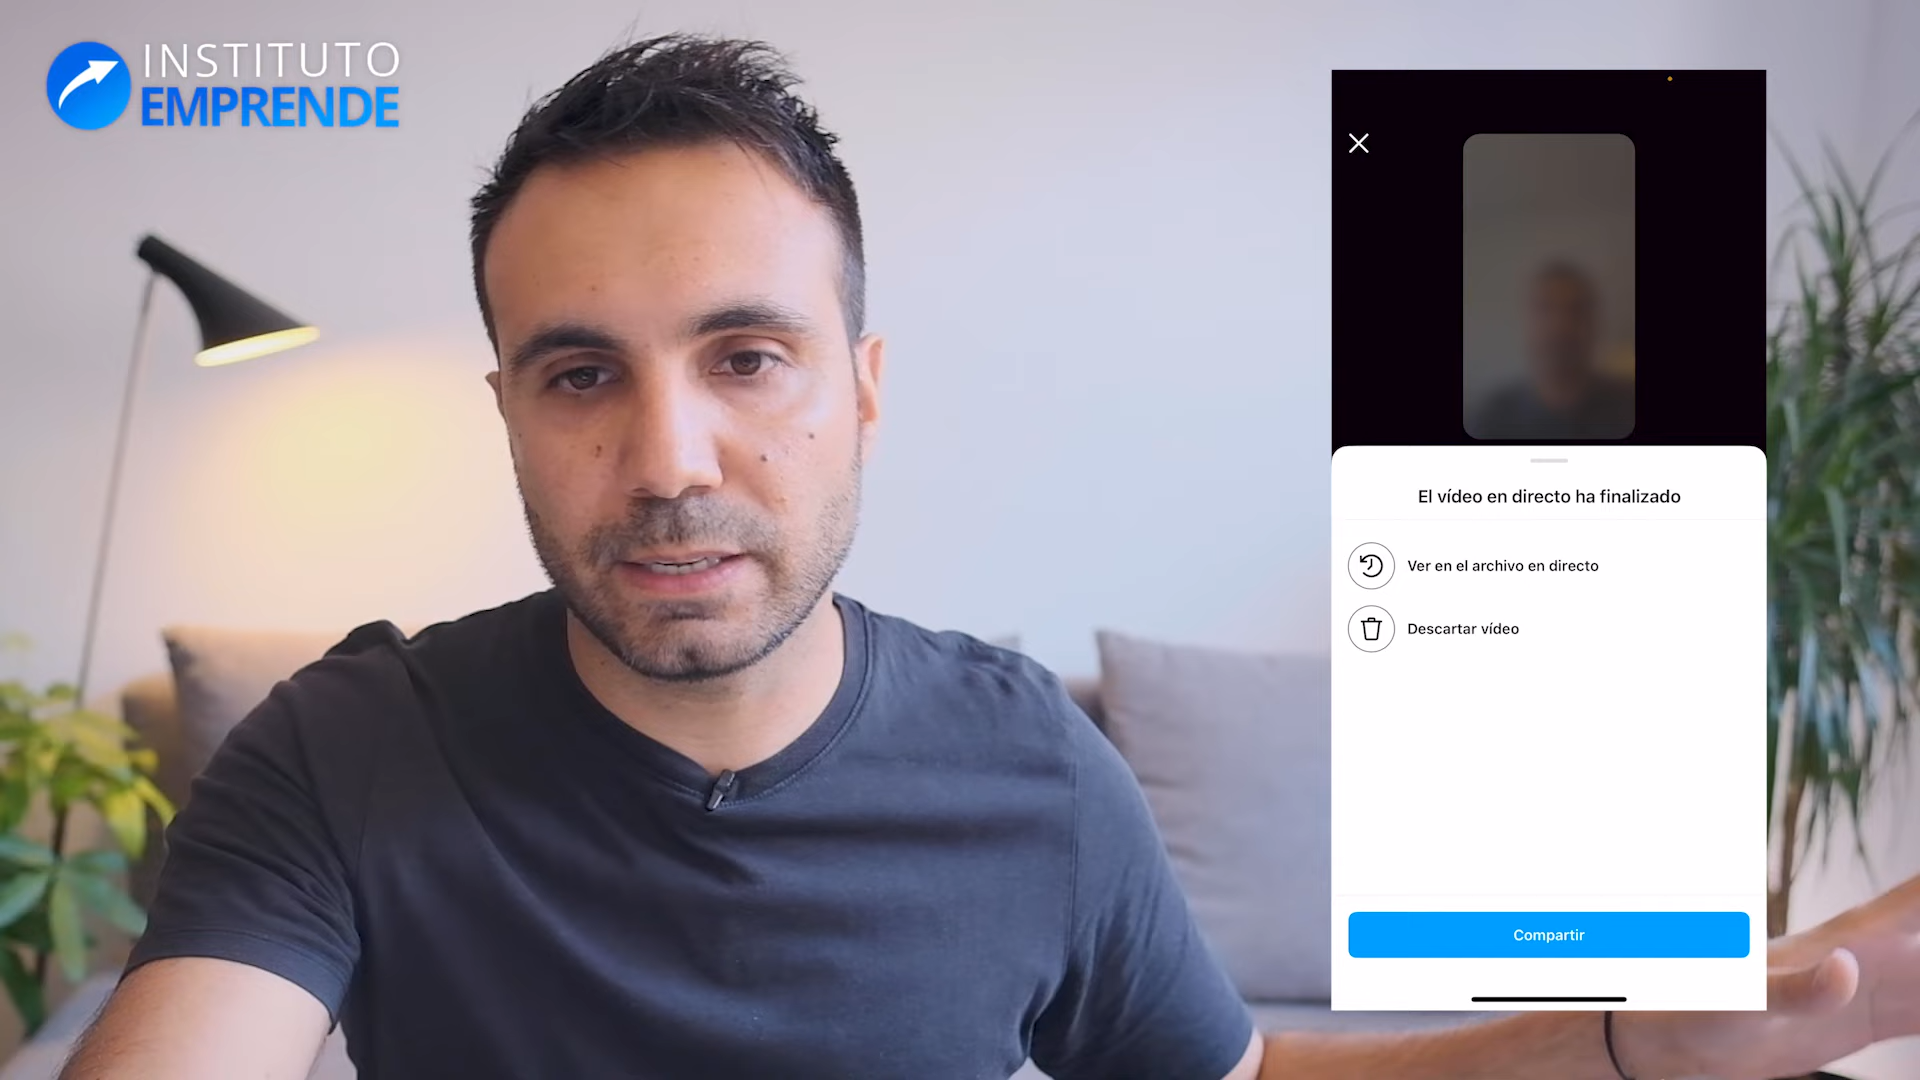 INSTITUTO
EMPRENDE
El vídeo en directo ha finalizado
Ver en el archivo en directo
Descartar vídeo
Compartir